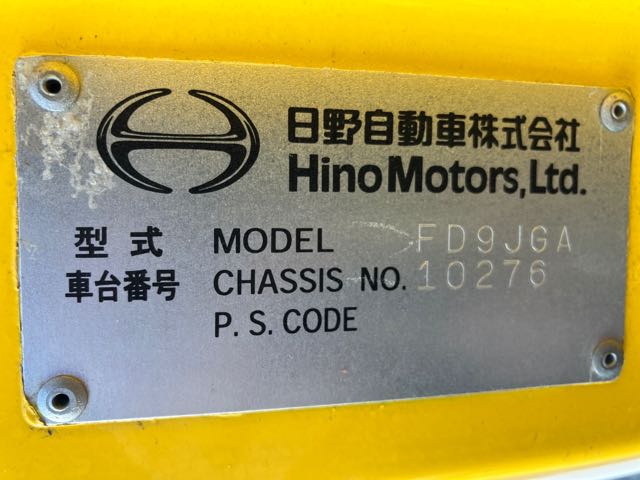 日野自動車株式会社
Hino Motors, Ltd.
型式 MODEL FD9JGA
車台番号 CHASSIS NO. 10276
P. S. CODE